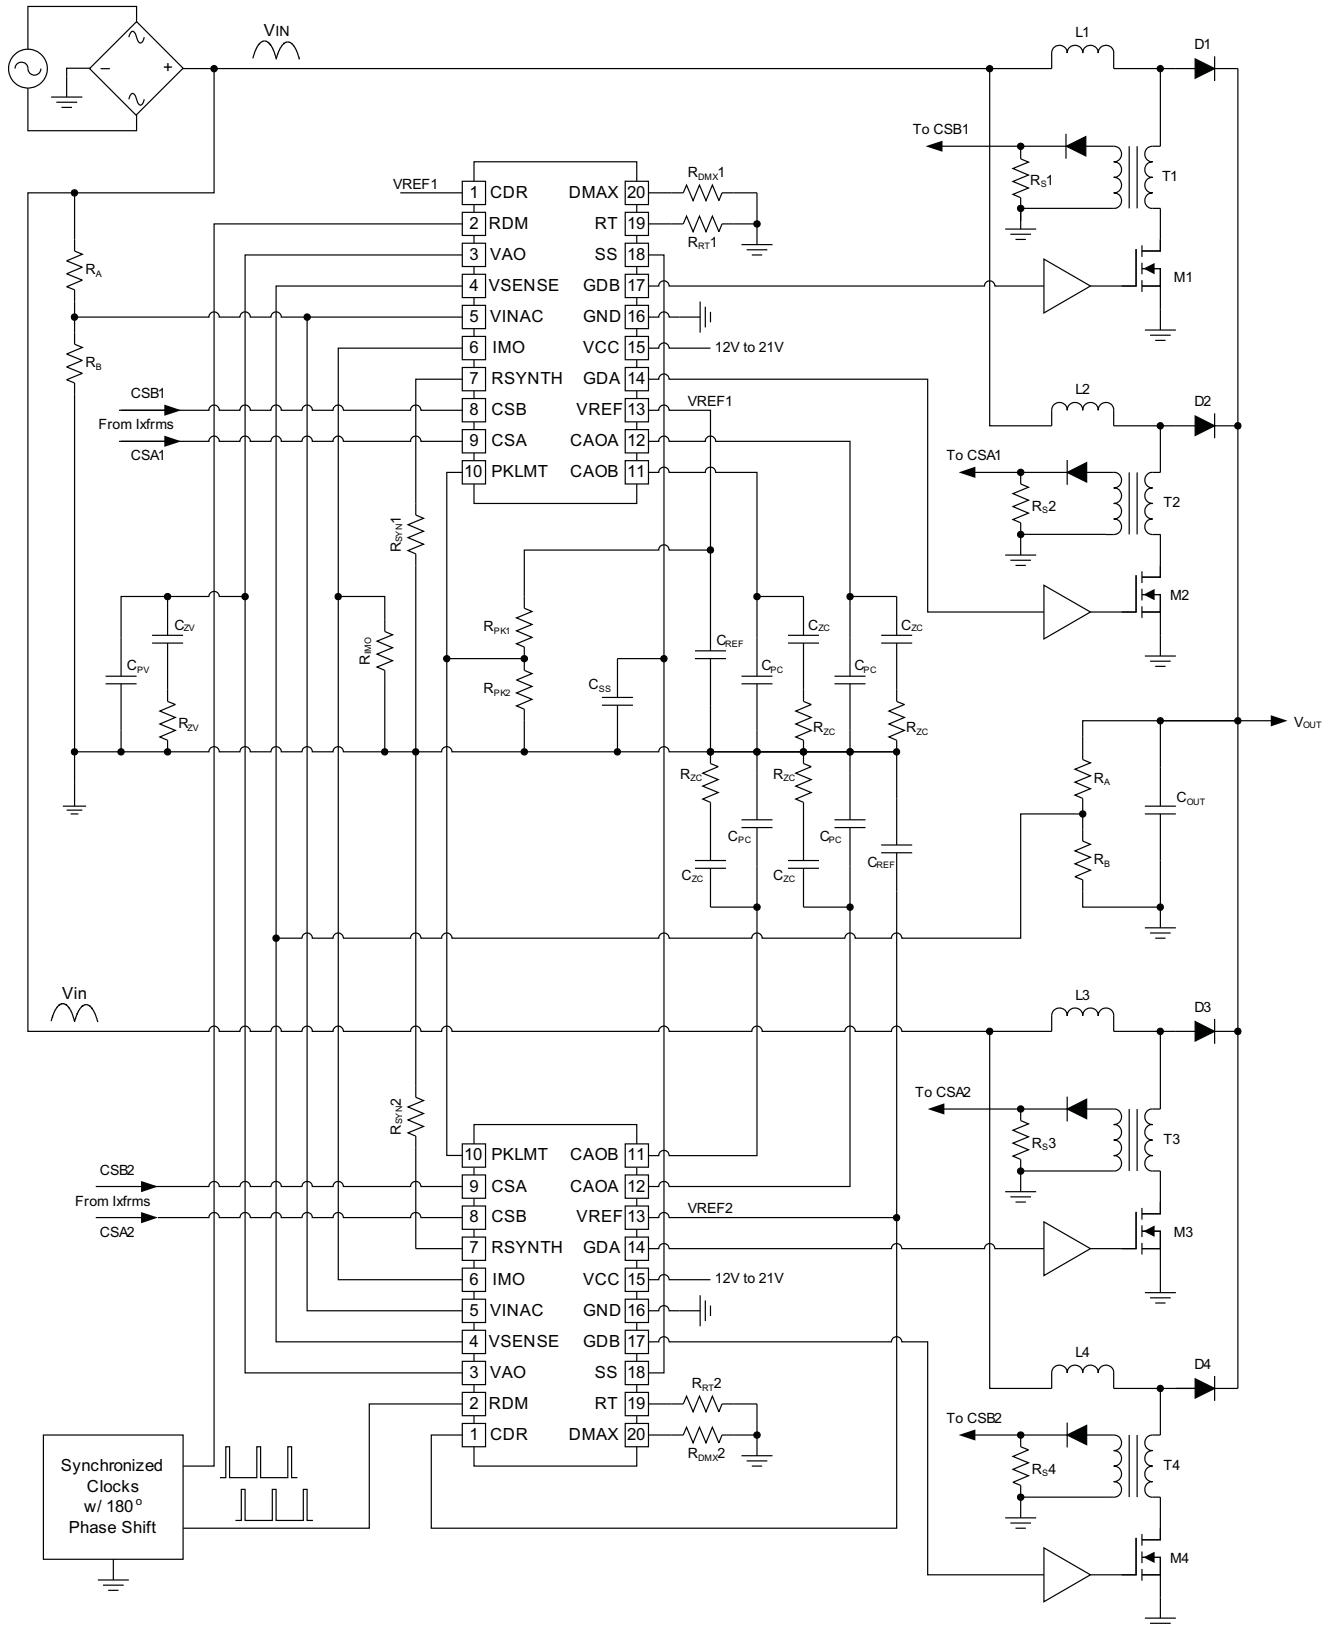 VIN
L1
D1
To CSB1
RS1
T1
M1
VREF1
1 CDR DMAX 20
RDMX1
2 RDM RT 19
RRT1
3 VAO SS 18
4 VSENSE GDB 17
5 VINAC GND 16
6 IMO VCC 15
12V to 21V
7 RSYNTH GDA 14
8 CSB VREF 13
VREF1
9 CSA CAOA 12
10 PKLMT CAOB 11
RA
RB
CSB1
From Ixfrms
CSA1
L2
D2
To CSA1
RS2
T2
M2
RSYN1
CPV
CZV
RZV
RIMO
RPK1
RPK2
CSS
CREF
CPC
CZC
RZC
CPC
CZC
RZC
RZC
CZC
CPC
RZC
CZC
CPC
CREF
VOUT
RA
RB
COUT
Vin
L3
D3
To CSA2
RS3
T3
M3
RSYN2
CSB2
From Ixfrms
CSA2
10 PKLMT CAOB 11
9 CSA CAOA 12
8 CSB VREF 13
VREF2
7 RSYNTH GDA 14
6 IMO VCC 15
12V to 21V
5 VINAC GND 16
4 VSENSE GDB 17
3 VAO SS 18
2 RDM RT 19
RRT2
1 CDR DMAX 20
RDMX2
L4
D4
To CSB2
RS4
T4
M4
Synchronized
Clocks
w/ 180°
Phase Shift